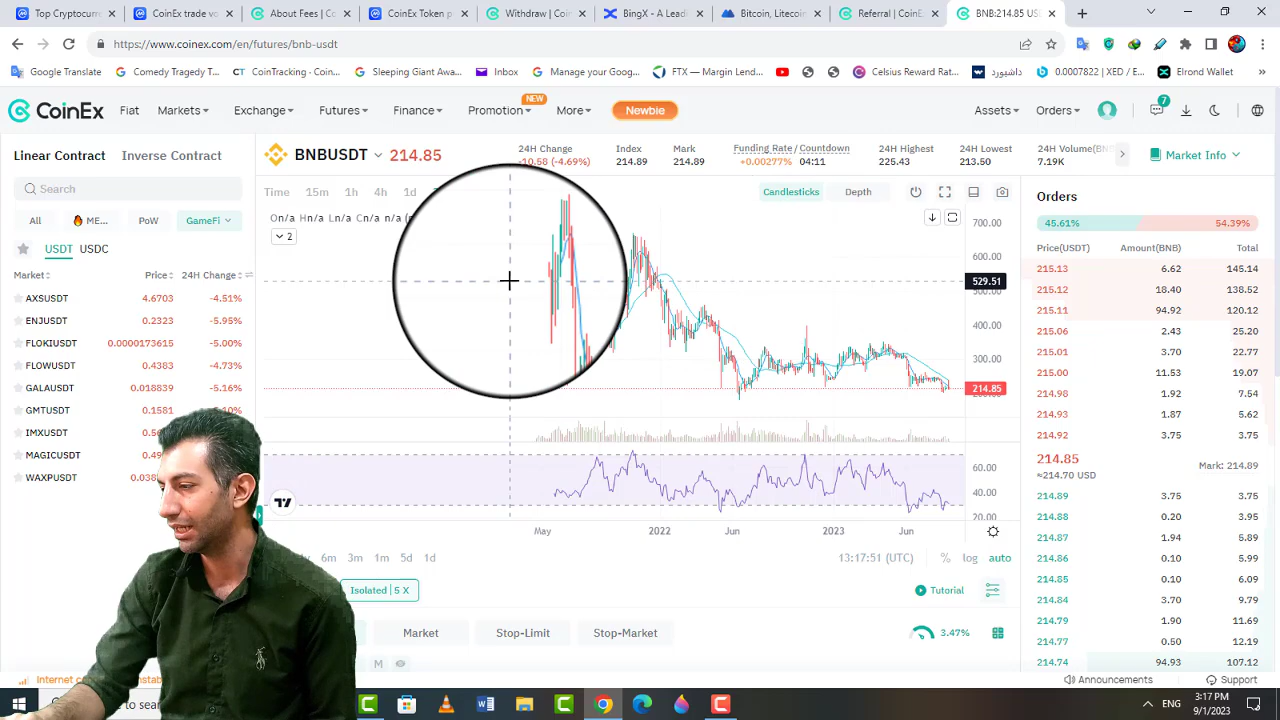 Top Cryptocurr
CoinEx trade vo
About Fees | Co
CoinEx Token p
Withdraw | Coin
BingX - A Leadi
Bitcoin, Litecoin
Referral | CoinEx
BNB:214.85 USD
https://www.coinex.com/en/futures/bnb-usdt
Google Translate
Comedy Tragedy T...
CT CoinTracking · Coin...
Sleeping Giant Awa...
Inbox
Manage your Goog...
FTX — Margin Lend...
Celsius Reward Rat...
داشبورد
0.0007822 | XED / E...
Elrond Wallet
»
CoinEx
Fiat
Markets
Exchange
Futures
Finance
NEW
Promotion
More
Newbie
Assets
Orders
7
Linear Contract
Inverse Contract
BNBUSDT
214.85
24H Change
-10.58 (-4.69%)
Index
214.89
Mark
214.89
Funding Rate / Countdown
+0.00277% 04:11
24H Highest
225.43
24H Lowest
213.50
24H Volume(BN
7.19K
Market Info
Search
Time
15m
1h
4h
1d
Candlesticks
Depth
Orders
All
ME...
PoW
GameFi
On/a Hn/a Ln/a Cn/a n/a (
2
45.61%
54.39%
USDT
USDC
Market
Price
24H Change
Price(USDT)
Amount(BNB)
Total
AXSUSDT 4.6703 -4.51%
ENJUSDT 0.2323 -5.95%
FLOKIUSDT 0.0000173615 -5.00%
FLOWUSDT 0.4383 -4.73%
GALAUSDT 0.018839 -5.16%
GMTUSDT 0.1581
IMXUSDT
MAGICUSDT
WAXPUSDT
700.00
600.00
529.51
500.00
400.00
300.00
214.85
60.00
40.00
20.00
May
2022
Jun
2023
Jun
215.13 6.62 145.14
215.12 18.40 138.52
215.11 94.92 120.12
215.06 2.43 25.20
215.01 3.70 22.77
215.00 11.53 19.07
214.98 1.92 7.54
214.93 1.87 5.62
214.92 3.75 3.75
214.85
≈214.70 USD
Mark: 214.89
214.89 3.75 3.75
214.88 0.20 3.95
214.87 1.94 5.89
214.86 0.10 5.99
214.85 0.10 6.09
214.84 3.70 9.79
214.79 1.90 11.69
214.77 0.50 12.19
214.74 94.93 107.12
6m
3m
1m
5d
1d
13:17:51 (UTC)
%
log
auto
Isolated | 5 X
Tutorial
Market
Stop-Limit
Stop-Market
3.47%
M
Announcements
Support
ENG
3:17 PM
9/1/2023